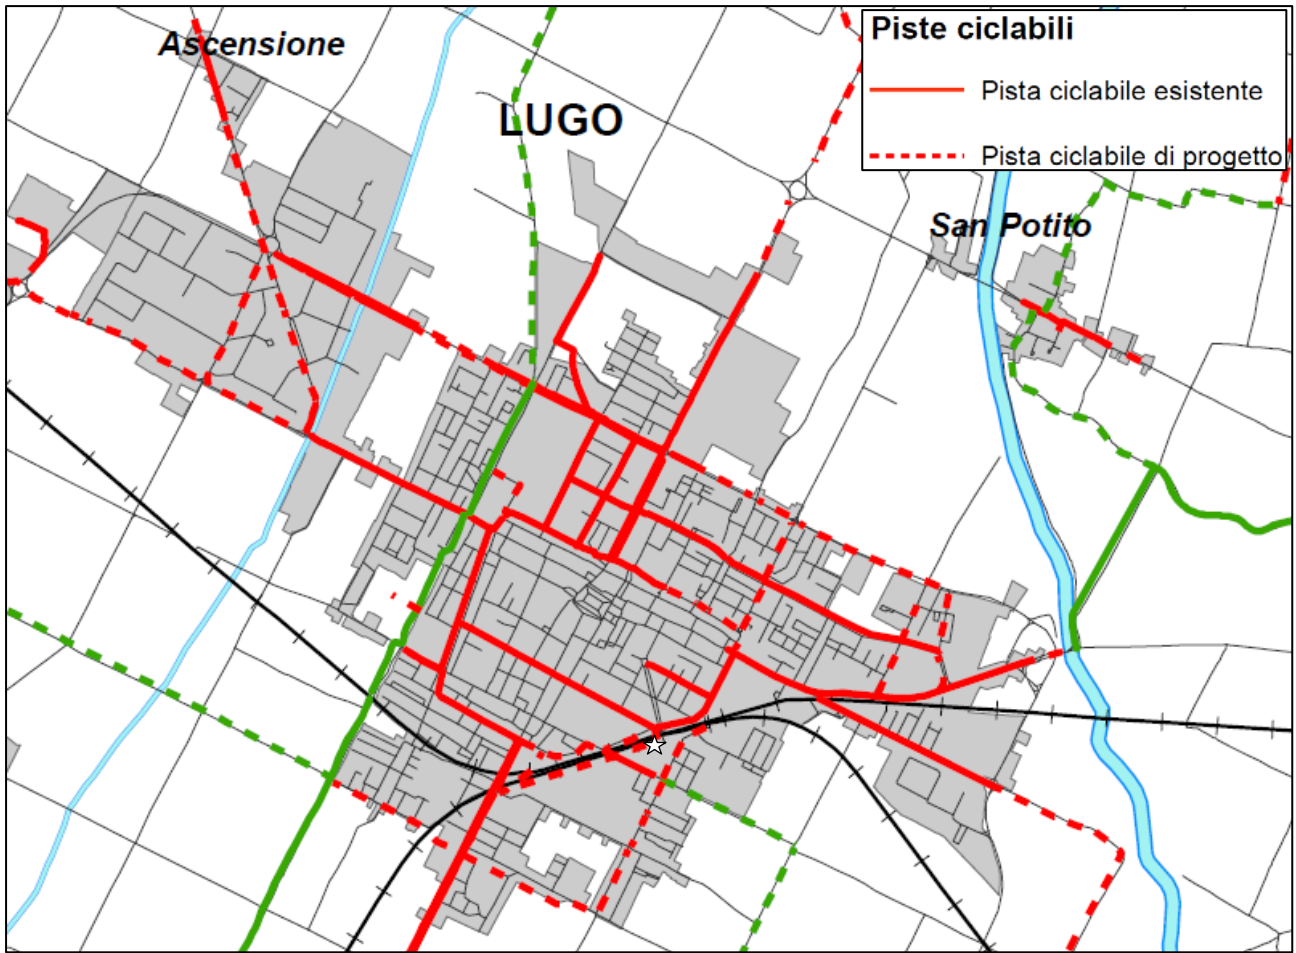 Ascensione
LUGO
San Potito
Piste ciclabili
Pista ciclabile esistente
Pista ciclabile di progetto